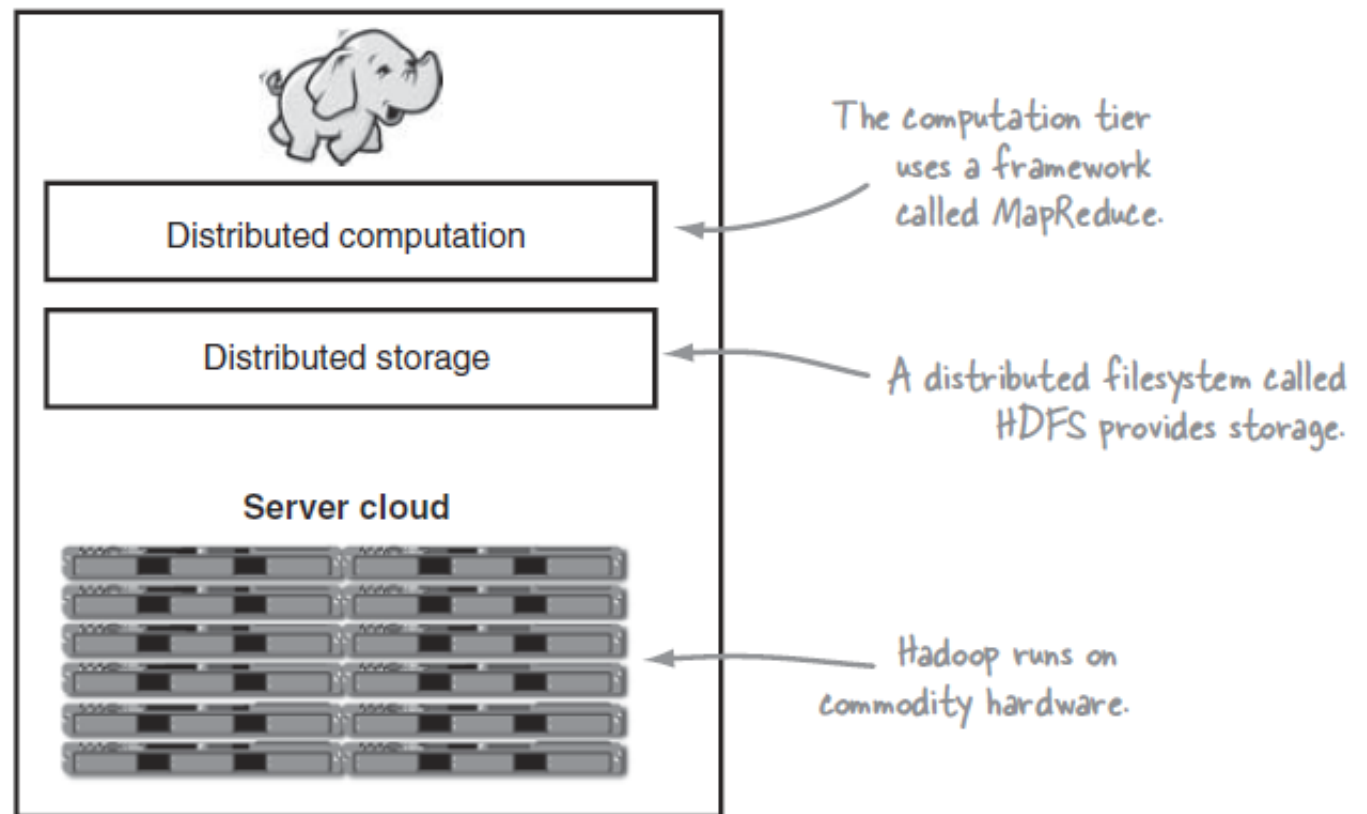 Distributed computation
The computation tier
uses a framework
called MapReduce.
Distributed storage
A distributed filesystem called
HDFS provides storage.
Server cloud
Hadoop runs on
commodity hardware.